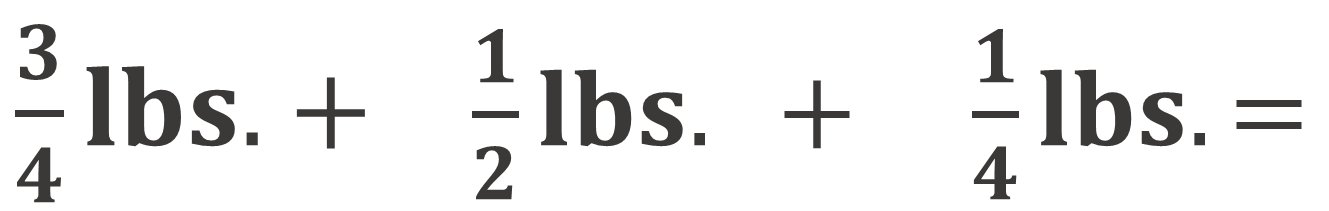 3/4 lbs. + 1/2 lbs. + 1/4 lbs. =